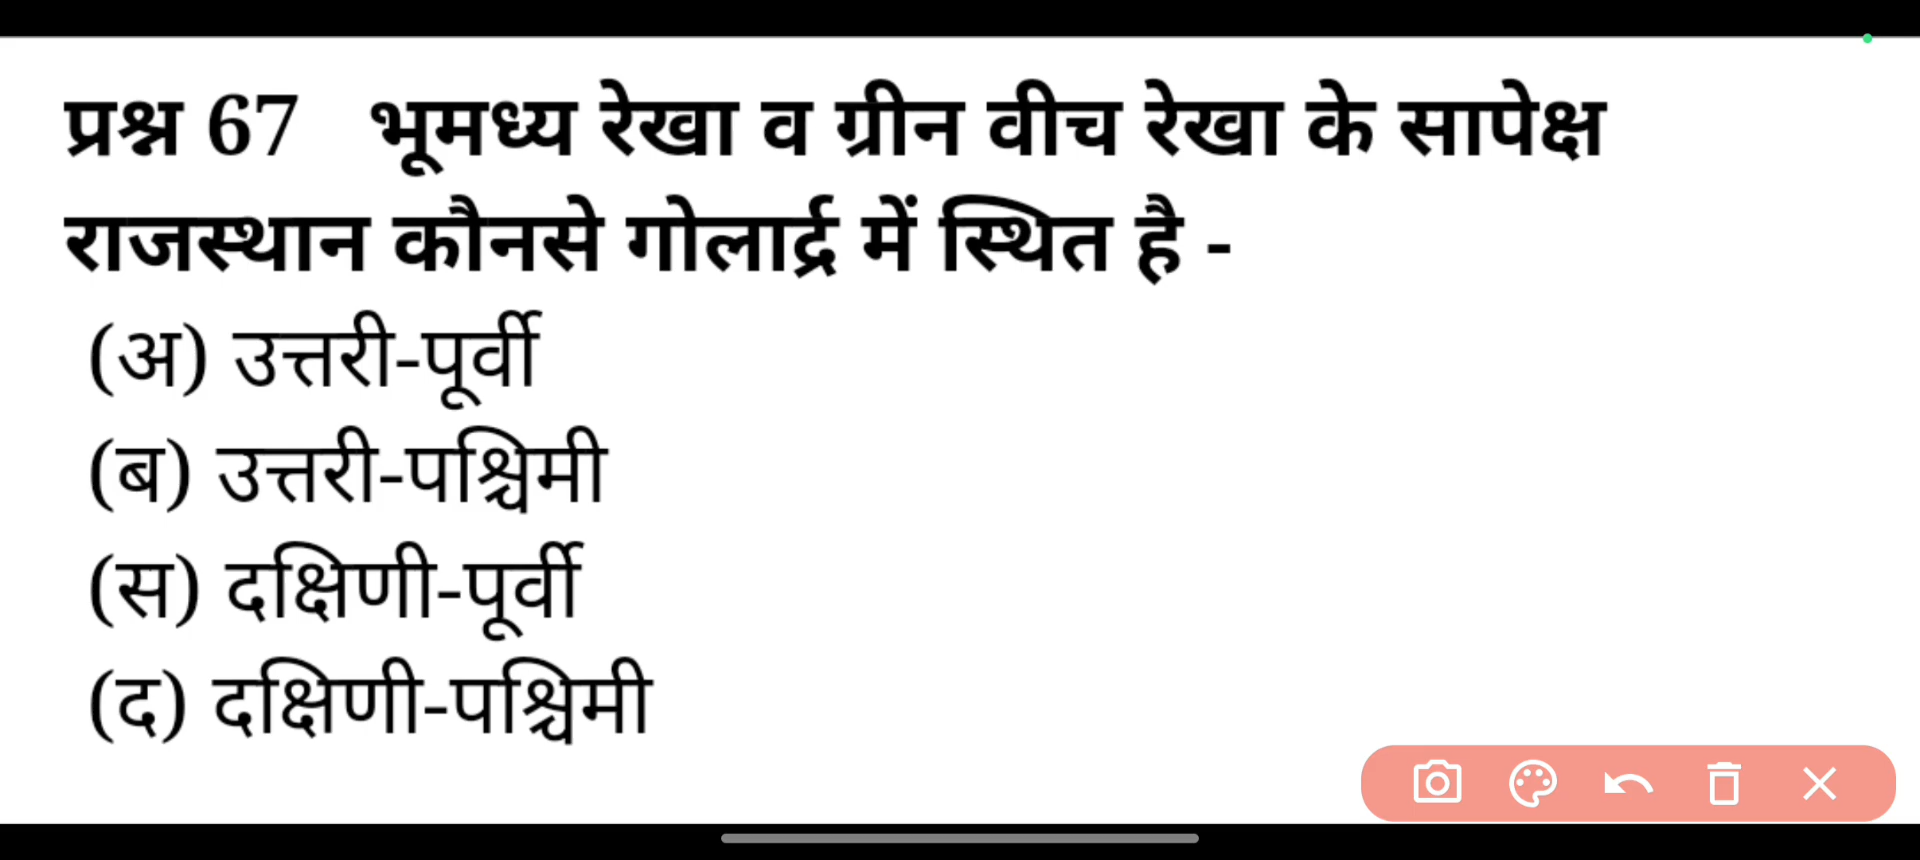 प्रश्न 67 भूमध्य रेखा व ग्रीन वीच रेखा के सापेक्ष
राजस्थान कौनसे गोलार्द्र में स्थित है -
(अ) उत्तरी-पूर्वी
(ब) उत्तरी-पश्चिमी
(स) दक्षिणी-पूर्वी
(द) दक्षिणी-पश्चिमी